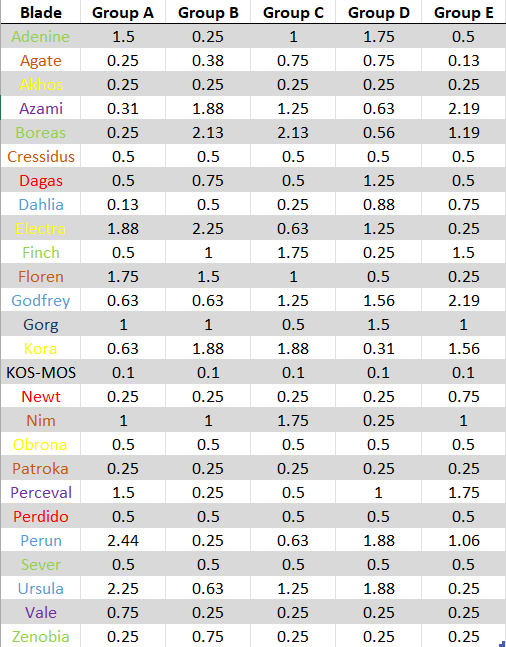 Blade Group A Group B Group C Group D Group E
Adenine 1.5 0.25 1 1.75 0.5
Agate 0.25 0.38 0.75 0.75 0.13
Akhos 0.25 0.25 0.25 0.25 0.25
Azami 0.31 1.88 1.25 0.63 2.19
Boreas 0.25 2.13 2.13 0.56 1.19
Cressidus 0.5 0.5 0.5 0.5 0.5
Dagas 0.5 0.75 0.5 1.25 0.5
Dahlia 0.13 0.5 0.25 0.88 0.75
Electra 1.88 2.25 0.63 1.25 0.25
Finch 0.5 1 1.75 0.25 1.5
Floren 1.75 1.5 1 0.5 0.25
Godfrey 0.63 0.63 1.25 1.56 2.19
Gorg 1 1 0.5 1.5 1
Kora 0.63 1.88 1.88 0.31 1.56
KOS-MOS 0.1 0.1 0.1 0.1 0.1
Newt 0.25 0.25 0.25 0.25 0.75
Nim 1 1 1.75 0.25 1
Obrona 0.5 0.5 0.5 0.5 0.5
Patroka 0.25 0.25 0.25 0.25 0.25
Perceval 1.5 0.25 0.5 1 1.75
Perdido 0.5 0.5 0.5 0.5 0.5
Perun 2.44 0.25 0.63 1.88 1.06
Sever 0.5 0.5 0.5 0.5 0.5
Ursula 2.25 0.63 1.25 1.88 0.25
Vale 0.75 0.25 0.25 0.25 0.25
Zenobia 0.25 0.75 0.25 0.25 0.25